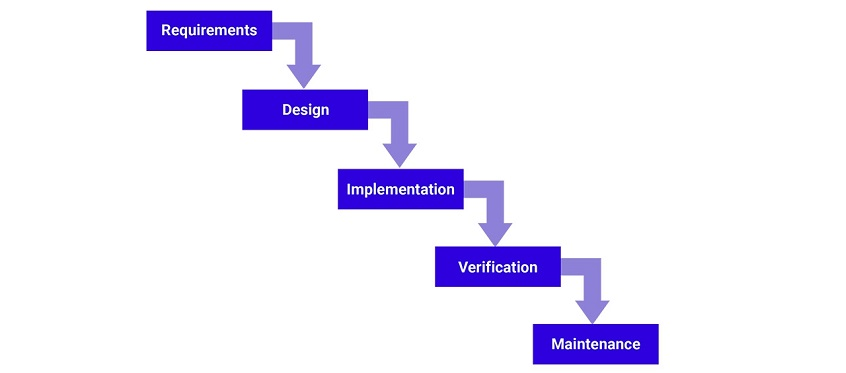 Requirements
Design
Implementation
Verification
Maintenance